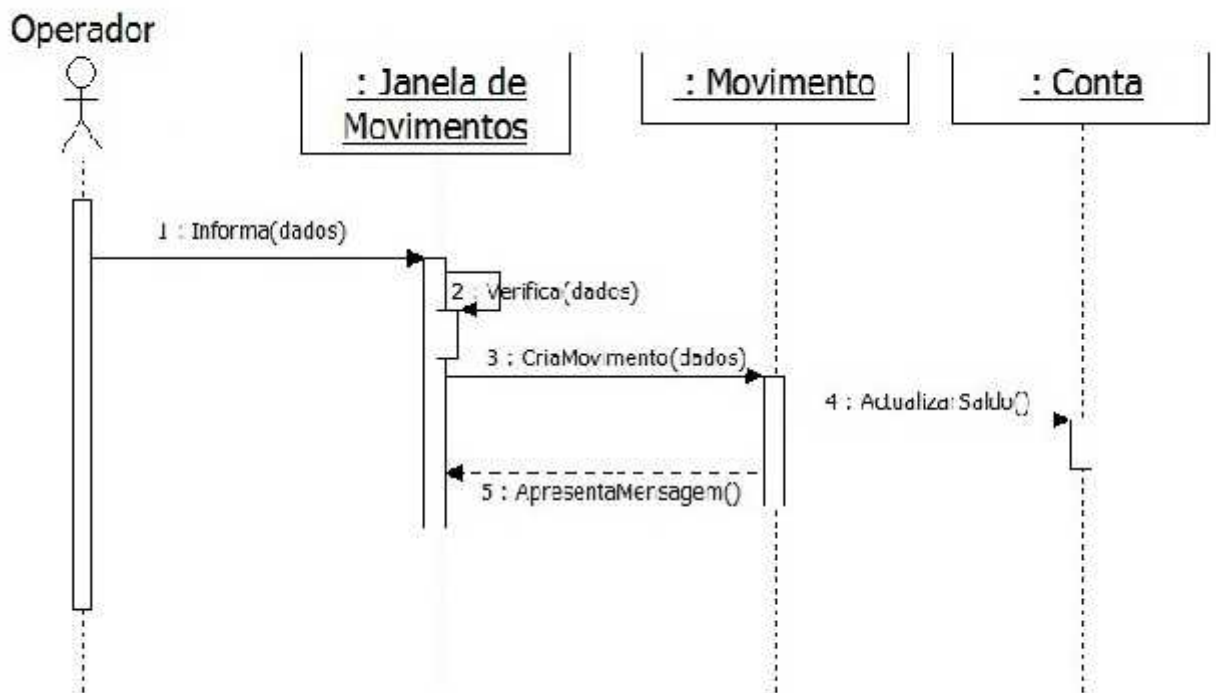 Operador
: Janela de
Movimentos
: Movimento
: Conta
1 : Informa(dados)
2 : Verifica(dados)
3 : CriaMovimento(dados)
4 : ActualizarSaldo()
5 : ApresentaMensagem()